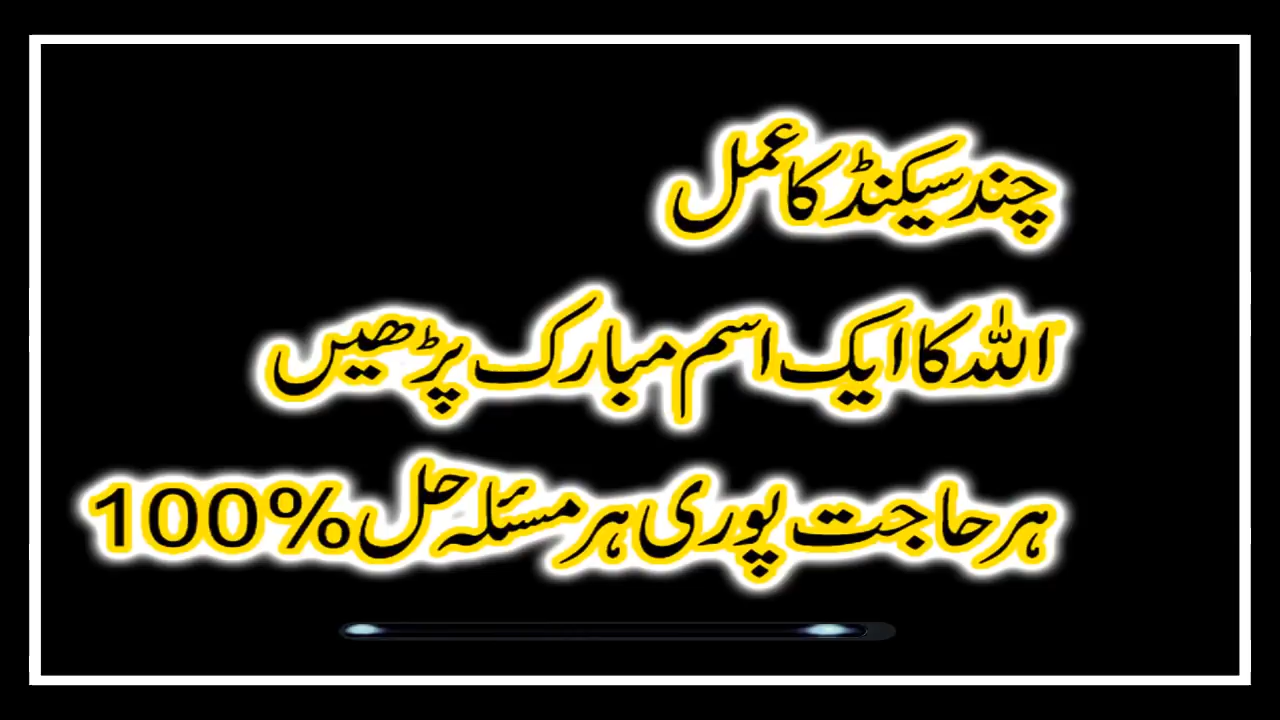 چند سیکنڈ کا عمل
اللہ کا ایک اسم مبارک پڑھیں
ہر حاجت پوری ہر مسئلہ حل %100